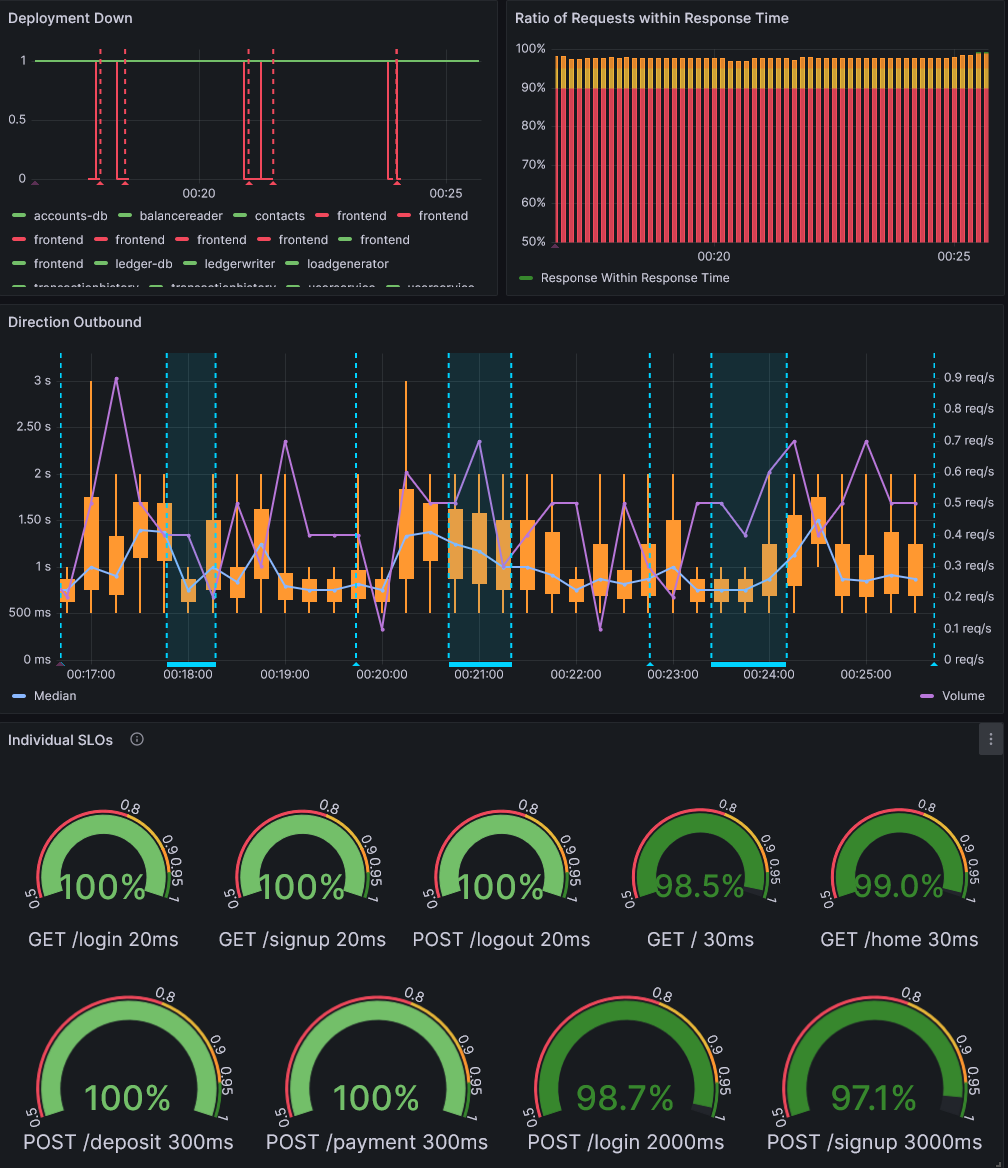 Deployment Down
1
0.5
0
00:20 00:25
accounts-db balancereader contacts frontend frontend
frontend frontend frontend frontend frontend
frontend ledger-db ledgerwriter loadgenerator
transactionhistory transactionhistory userservice userservice
Ratio of Requests within Response Time
100%
90%
80%
70%
60%
50%
00:20 00:25
Response Within Response Time
Direction Outbound
3 s
2.50 s
2 s
1.50 s
1 s
500 ms
0 ms
0.9 req/s
0.8 req/s
0.7 req/s
0.6 req/s
0.5 req/s
0.4 req/s
0.3 req/s
0.2 req/s
0.1 req/s
0 req/s
00:17:00 00:18:00 00:19:00 00:20:00 00:21:00 00:22:00 00:23:00 00:24:00 00:25:00
Median Volume
Individual SLOs
0.5 0.8 0.9 0.95 1
100%
GET /login 20ms
0.5 0.8 0.9 0.95 1
100%
GET /signup 20ms
0.5 0.8 0.9 0.95 1
100%
POST /logout 20ms
0.5 0.8 0.9 0.95 1
98.5%
GET / 30ms
0.5 0.8 0.9 0.95 1
99.0%
GET /home 30ms
0.5 0.8 0.9 0.95 1
100%
POST /deposit 300ms
0.5 0.8 0.9 0.95 1
100%
POST /payment 300ms
0.5 0.8 0.9 0.95 1
98.7%
POST /login 2000ms
0.5 0.8 0.9 0.95 1
97.1%
POST /signup 3000ms